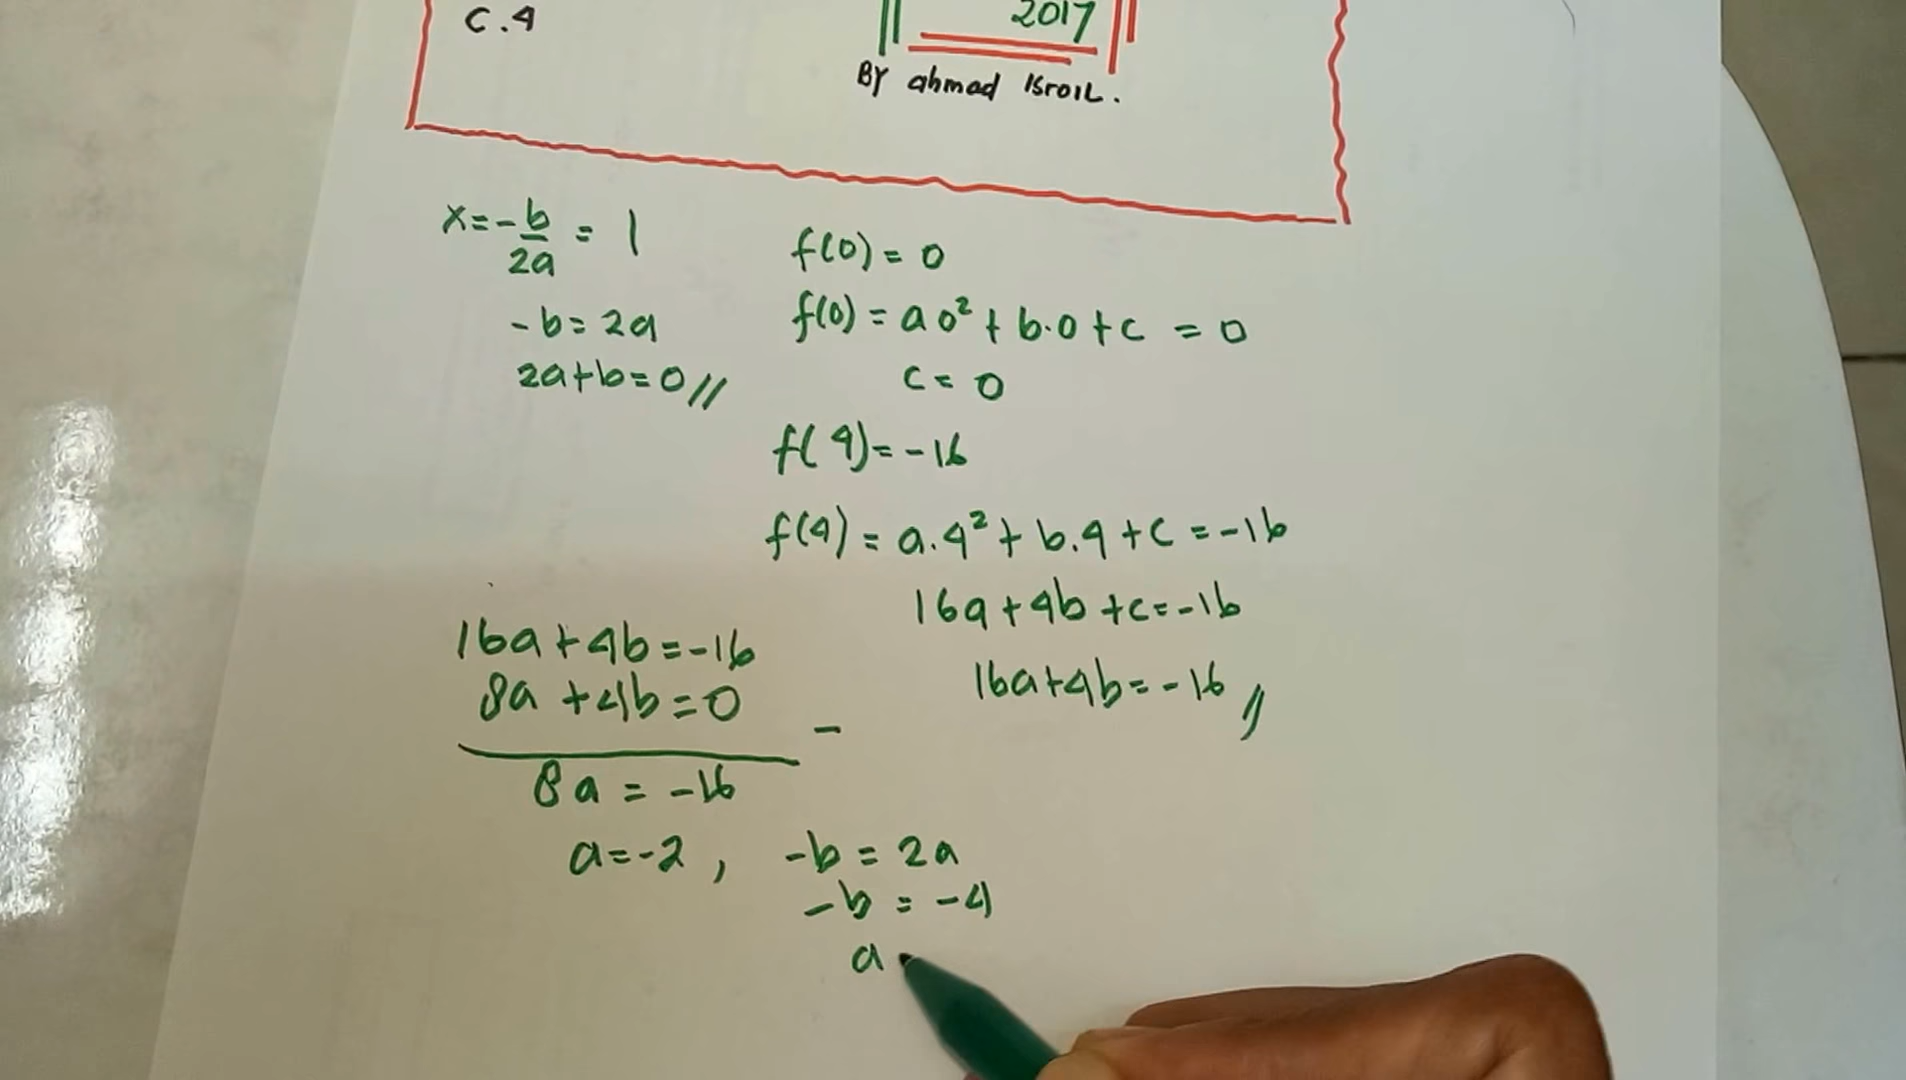 C.4
2017
BY ahmad ISroIL.
x=-b/2a = 1
-b=2a
2a+b=0//
f(0)=0
f(0)=a0²+b.0+c=0
c=0
f(4)=-16
f(4)=a.4²+b.4+c=-16
16a+4b+c=-16
16a+4b=-16//
16a+4b=-16
8a+4b=0
-
8a=-16
a=-2,
-b=2a
-b=-4
a